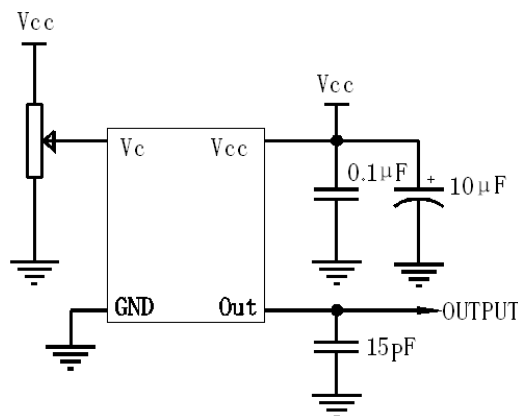 Vcc
Vcc
Vc
Vcc
0.1μF
+
10μF
GND
Out
OUTPUT
15pF